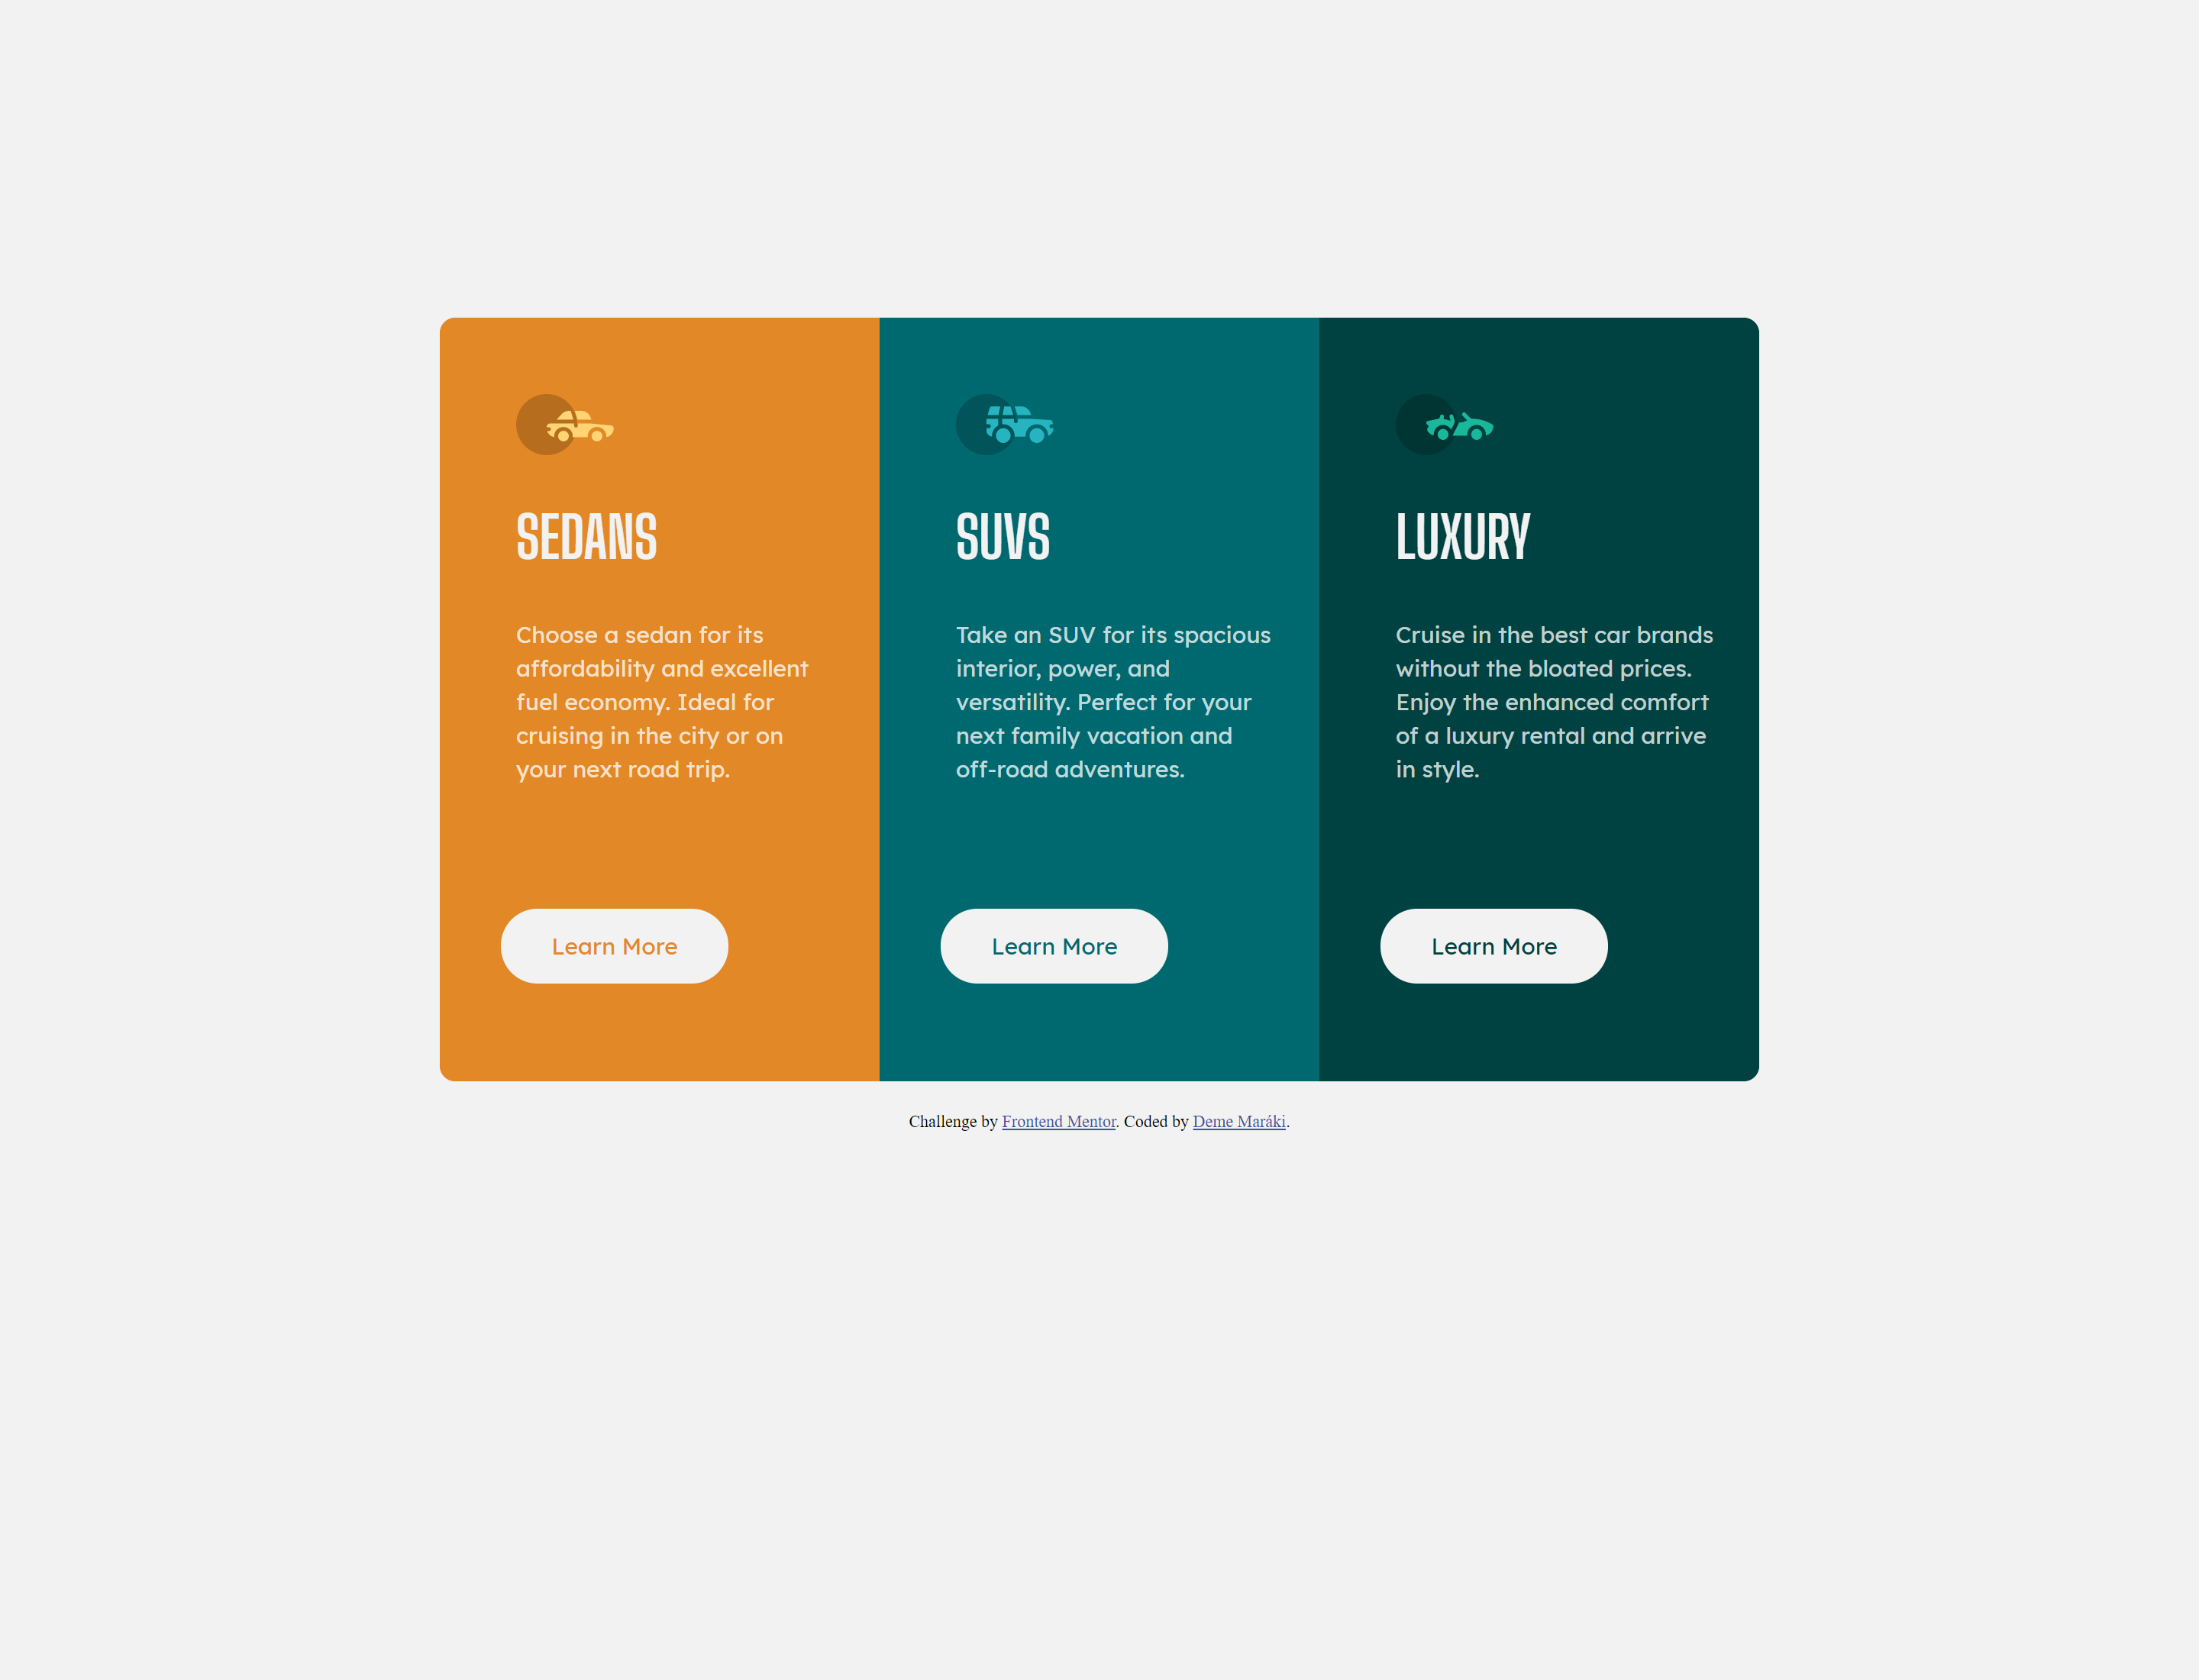 SEDANS
Choose a sedan for its
affordability and excellent
fuel economy. Ideal for
cruising in the city or on
your next road trip.
Learn More
SUVS
Take an SUV for its spacious
interior, power, and
versatility. Perfect for your
next family vacation and
off-road adventures.
Learn More
LUXURY
Cruise in the best car brands
without the bloated prices.
Enjoy the enhanced comfort
of a luxury rental and arrive
in style.
Learn More
Challenge by Frontend Mentor. Coded by Deme Maráki.